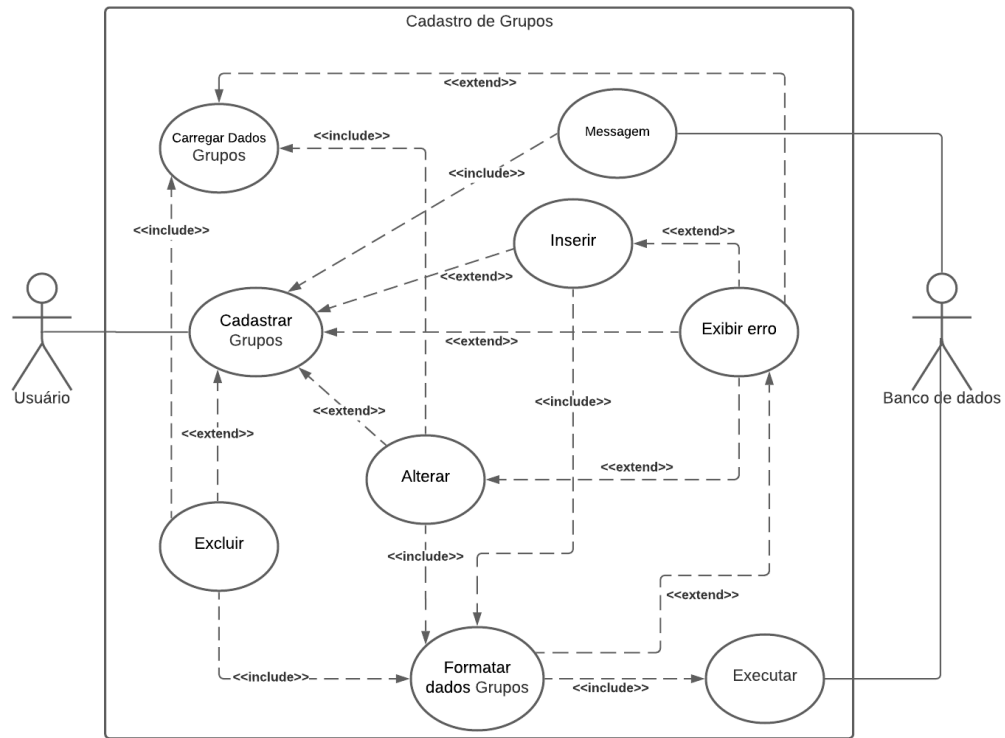 Cadastro de Grupos
<<extend>>
Carregar Dados
Grupos
<<include>>
Messagem
<<include>>
<<include>>
Inserir
<<extend>>
<<extend>>
Cadastrar
Grupos
Exibir erro
<<extend>>
Usuário
Banco de dados
<<include>>
<<extend>>
<<extend>>
Alterar
<<extend>>
Excluir
<<include>>
<<extend>>
Formatar
dados Grupos
<<include>>
<<include>>
Executar